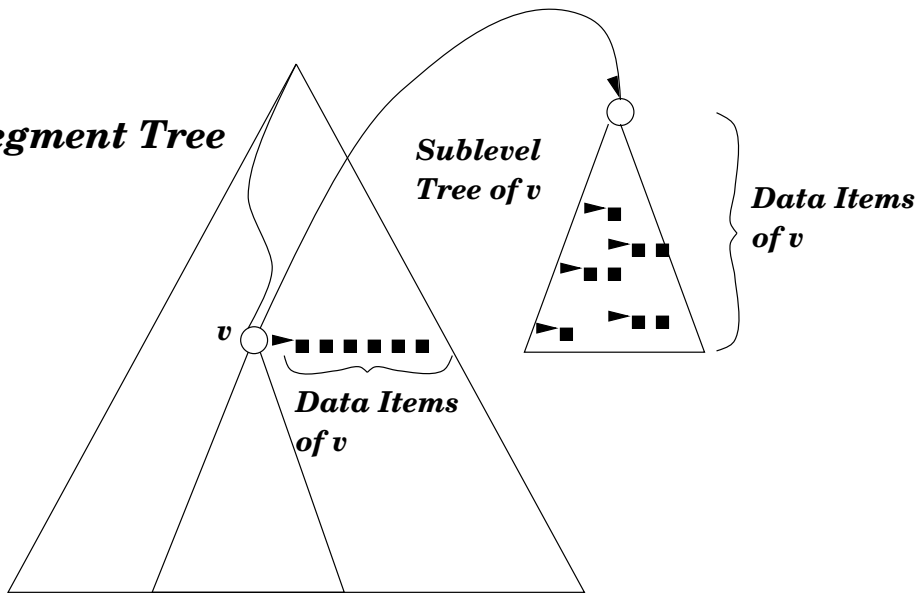 egment Tree
Sublevel
Tree of v
Data Items
of v
v
Data Items
of v